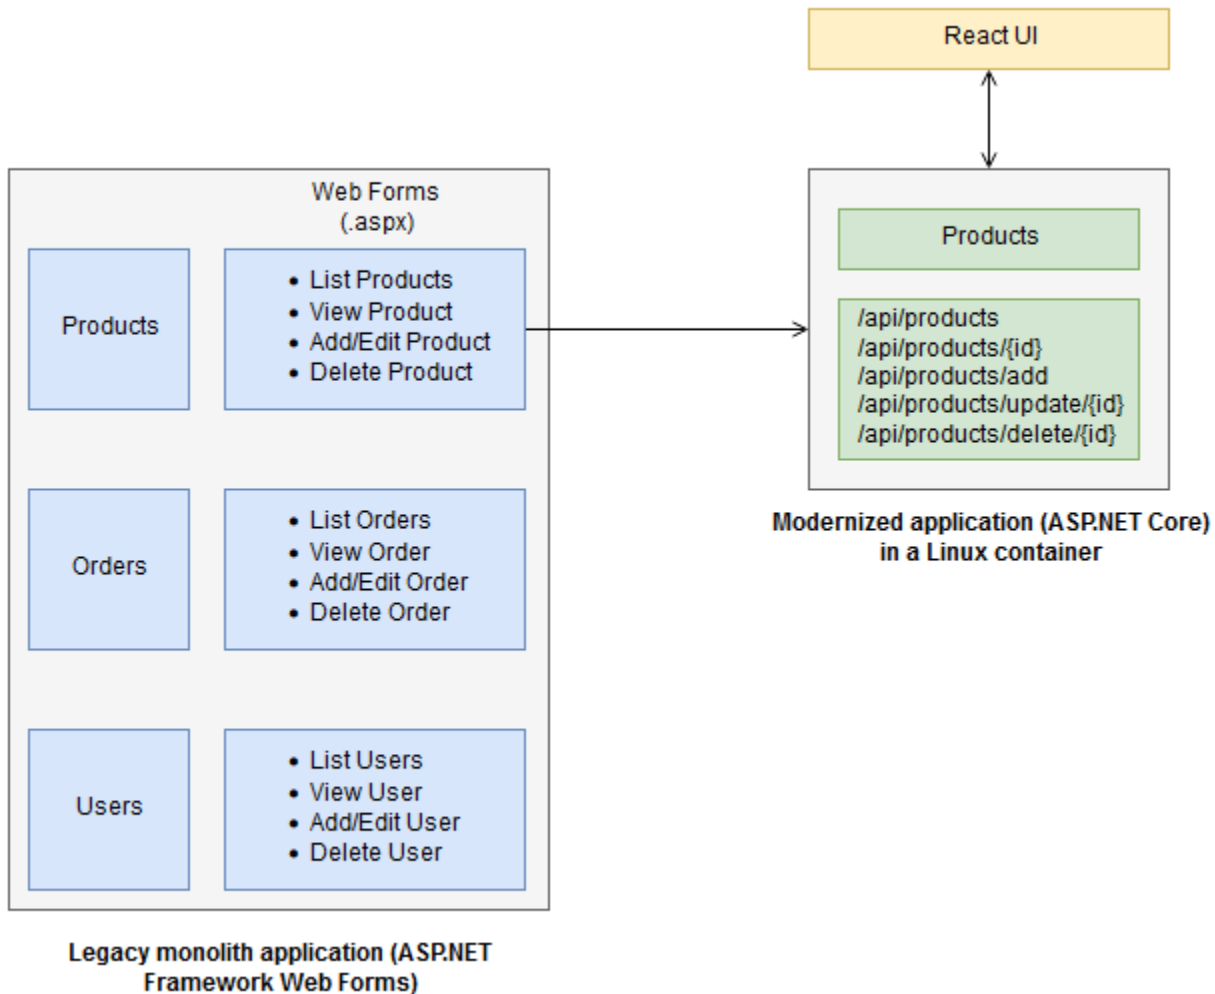 React UI
Web Forms
(.aspx)
Products
• List Products
• View Product
• Add/Edit Product
• Delete Product
Orders
• List Orders
• View Order
• Add/Edit Order
• Delete Order
Users
• List Users
• View User
• Add/Edit User
• Delete User
Legacy monolith application (ASP.NET
Framework Web Forms)
Products
/api/products
/api/products/{id}
/api/products/add
/api/products/update/{id}
/api/products/delete/{id}
Modernized application (ASP.NET Core)
in a Linux container